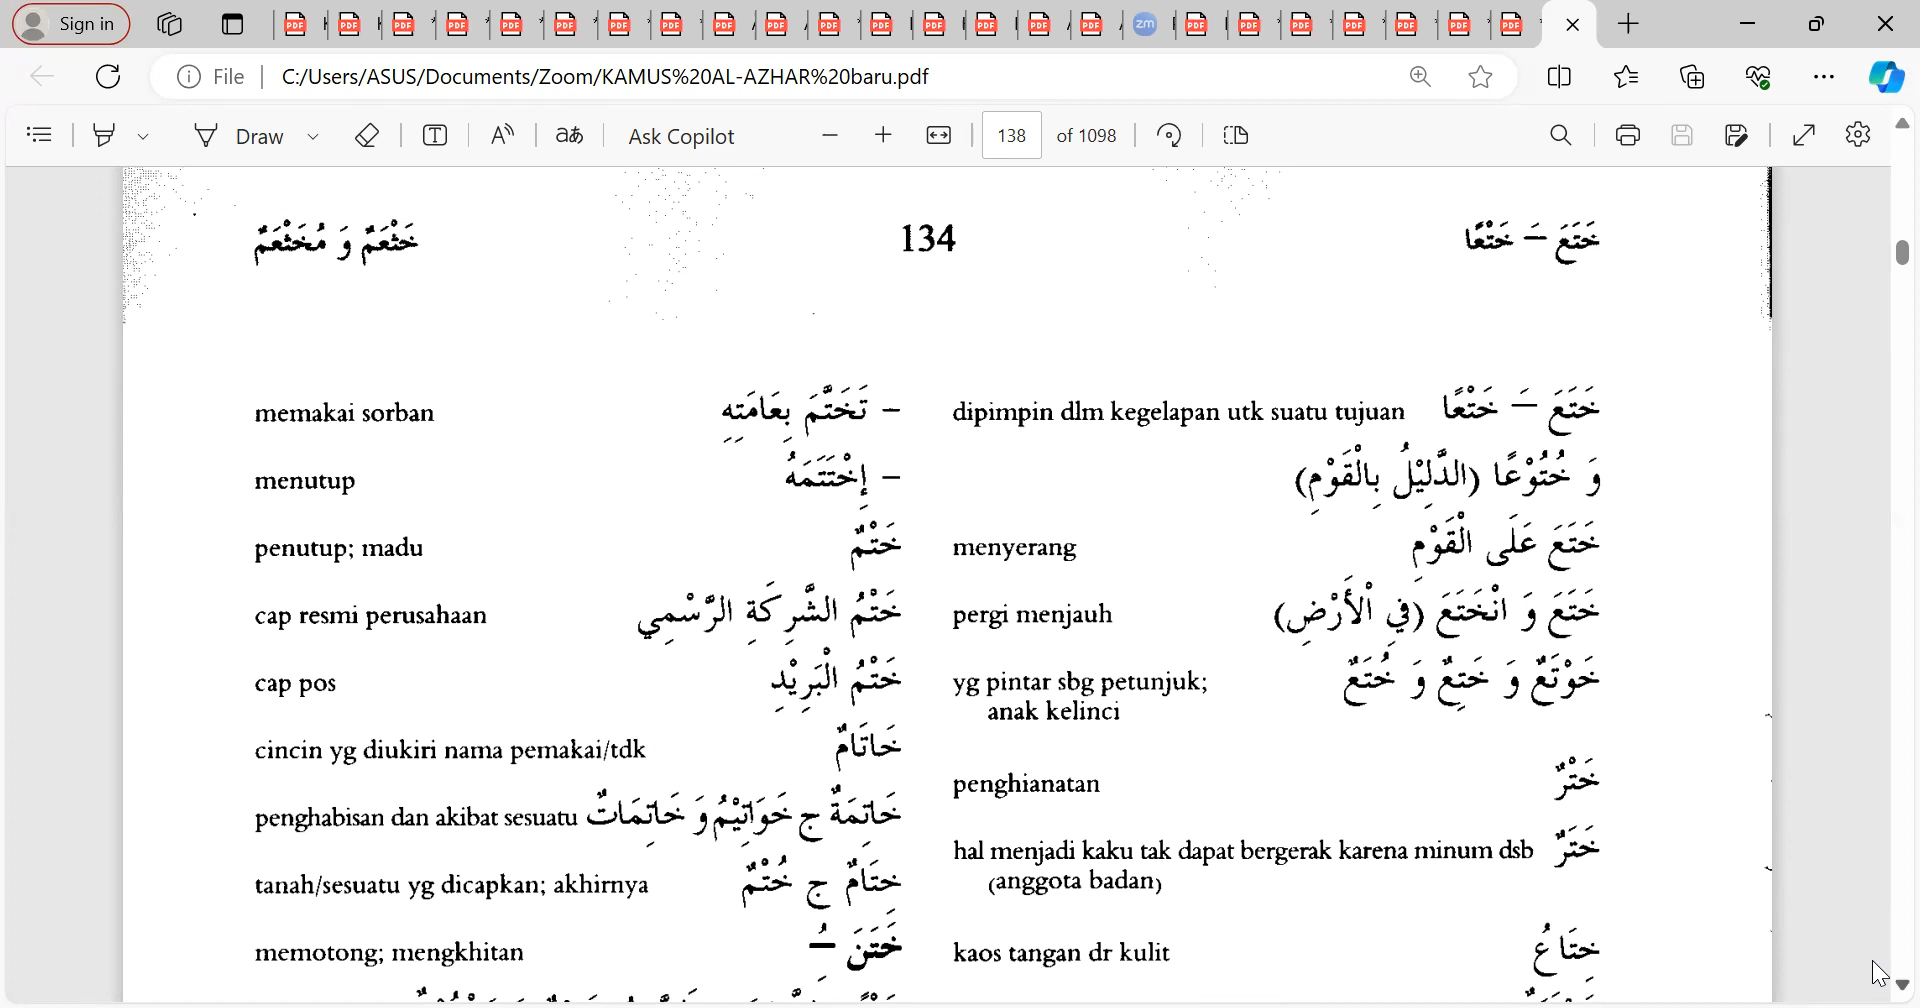 Sign in
File
C:/Users/ASUS/Documents/Zoom/KAMUS%20AL-AZHAR%20baru.pdf
Draw
Ask Copilot
138 of 1098
خَتَعَ – َ خَتْعًا
134
خَثْعَمٌ وَ مُخَثْعَمٌ
خَتَعَ – َ خَتْعًا dipimpin dlm kegelapan utk suatu tujuan
وَ خُتُوْعًا (الدَّلِيْلُ بِالْقَوْمِ)
خَتَعَ عَلَى الْقَوْمِ menyerang
خَتَعَ وَ انْخَتَعَ (فِي الْأَرْضِ) pergi menjauh
خَوْتَعٌ وَ خَتِعٌ وَ خُتَعٌ yg pintar sbg petunjuk;
anak kelinci
خَتْرٌ penghianatan
خَتَرٌ hal menjadi kaku tak dapat bergerak karena minum dsb
(anggota badan)
خِتَاعٌ kaos tangan dr kulit
– تَخَتَّمَ بِعَامَتِهِ memakai sorban
– إِخْتَتَمَهُ menutup
خَتْمٌ penutup; madu
خَتْمُ الشَّرِكَةِ الرَّسْمِي cap resmi perusahaan
خَتْمُ الْبَرِيْدِ cap pos
خَاتَامٌ cincin yg diukiri nama pemakai/tdk
خَاتِمَةٌ ج خَوَاتِيْمُ وَ خَاتِمَاتٌ penghabisan dan akibat sesuatu
خِتَامٌ ج خُتْمٌ tanah/sesuatu yg dicapkan; akhirnya
خَتَنَ –ُِ memotong; mengkhitan